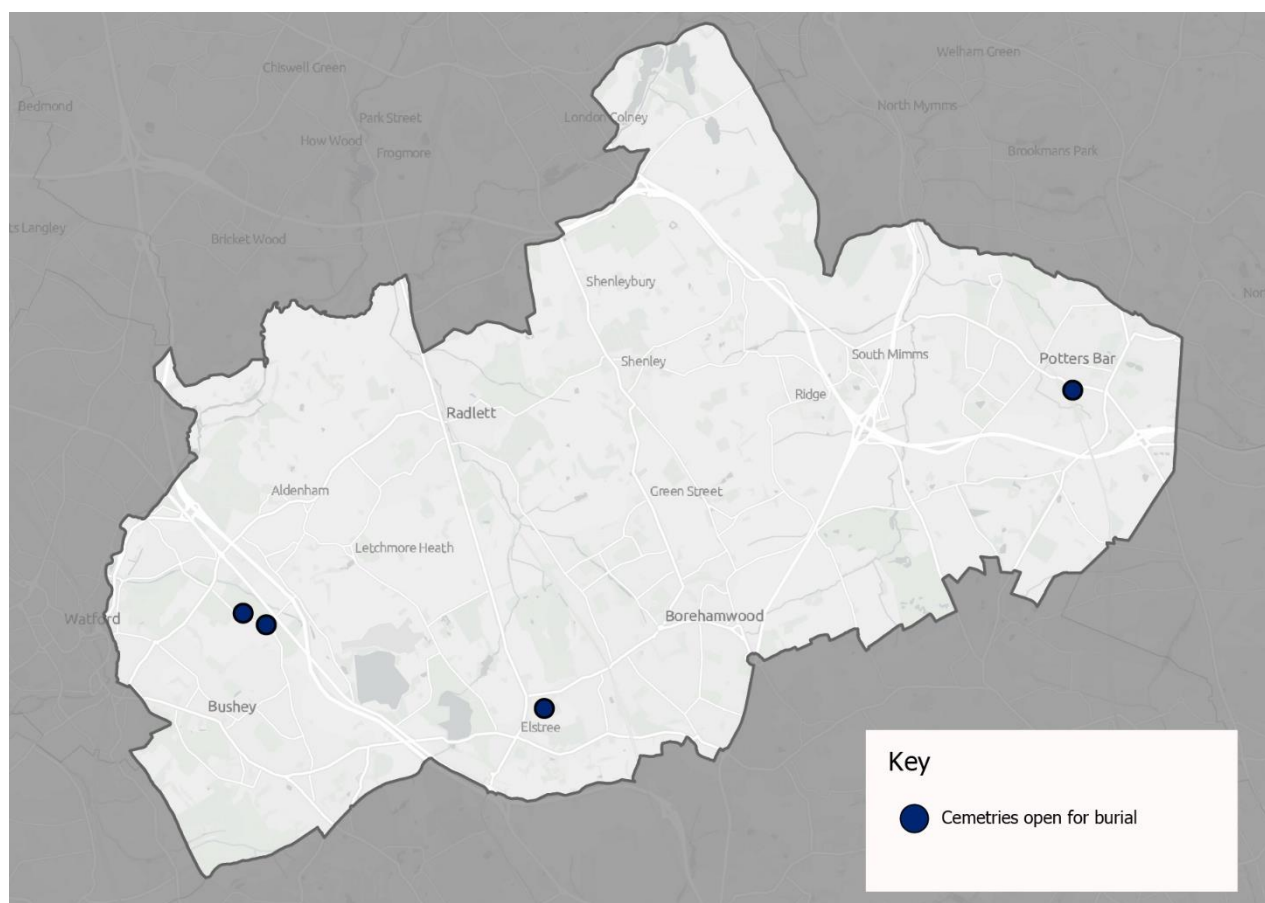 Welham Green
Chiswell Green
Bedmond
North Mymms
Park Street
London Colney
How Wood
Frogmore
Brookmans Park
ts Langley
Bricket Wood
Shenleybury
Nor
South Mimms
Potters Bar
Shenley
Ridge
Radlett
Aldenham
Green Street
Letchmore Heath
Watford
Borehamwood
Bushey
Elstree
Key
Cemetries open for burial